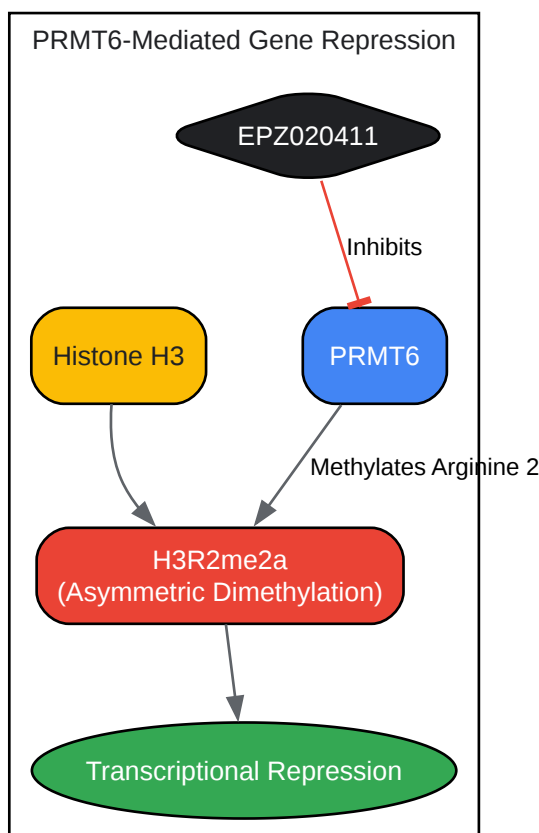 PRMT6-Mediated Gene Repression
EPZ020411
Inhibits
Histone H3
PRMT6
Methylates Arginine 2
H3R2me2a
(Asymmetric Dimethylation)
Transcriptional Repression